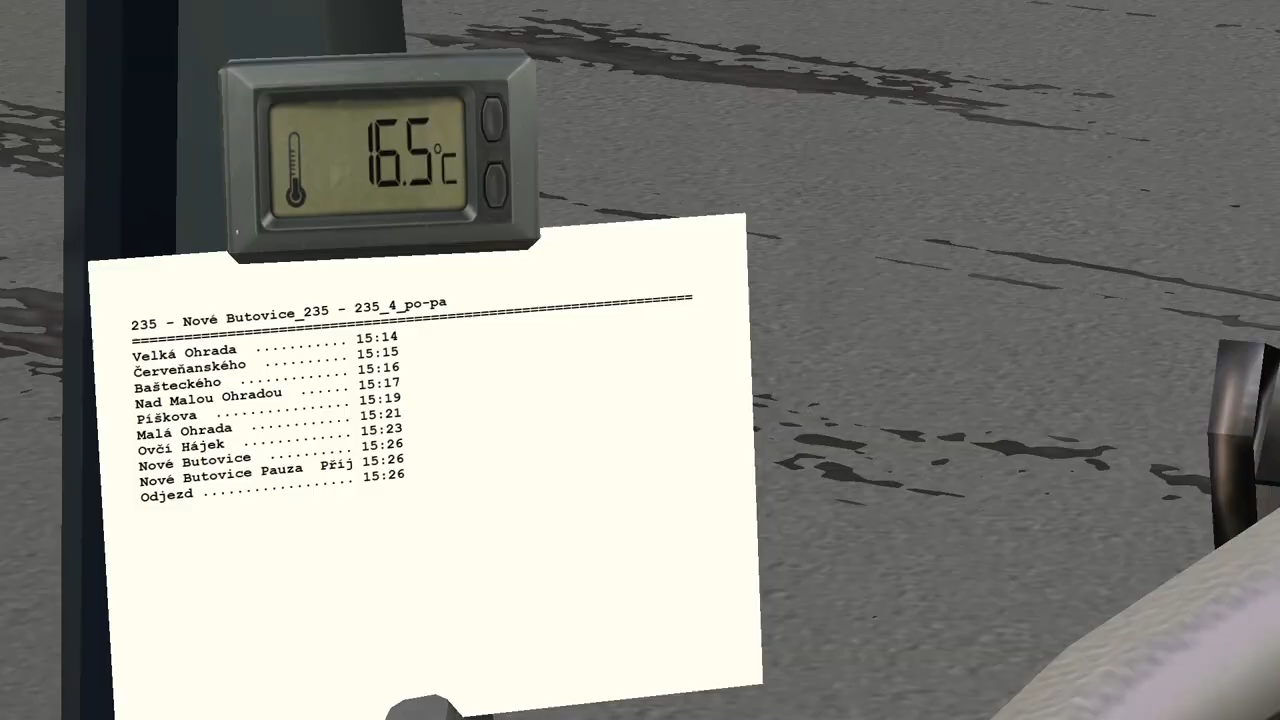 16.5°C
235 - Nové Butovice_235 - 235_4_po-pa
================================================================================
Velká Ohrada ........... 15:14
Červeňanského .......... 15:15
Bašteckého ............. 15:16
Nad Malou Ohradou ...... 15:17
Píškova ................ 15:19
Malá Ohrada ............ 15:21
Ovčí Hájek ............. 15:23
Nové Butovice .......... 15:26
Nové Butovice Pauza Příj 15:26
Odjezd .................. 15:26